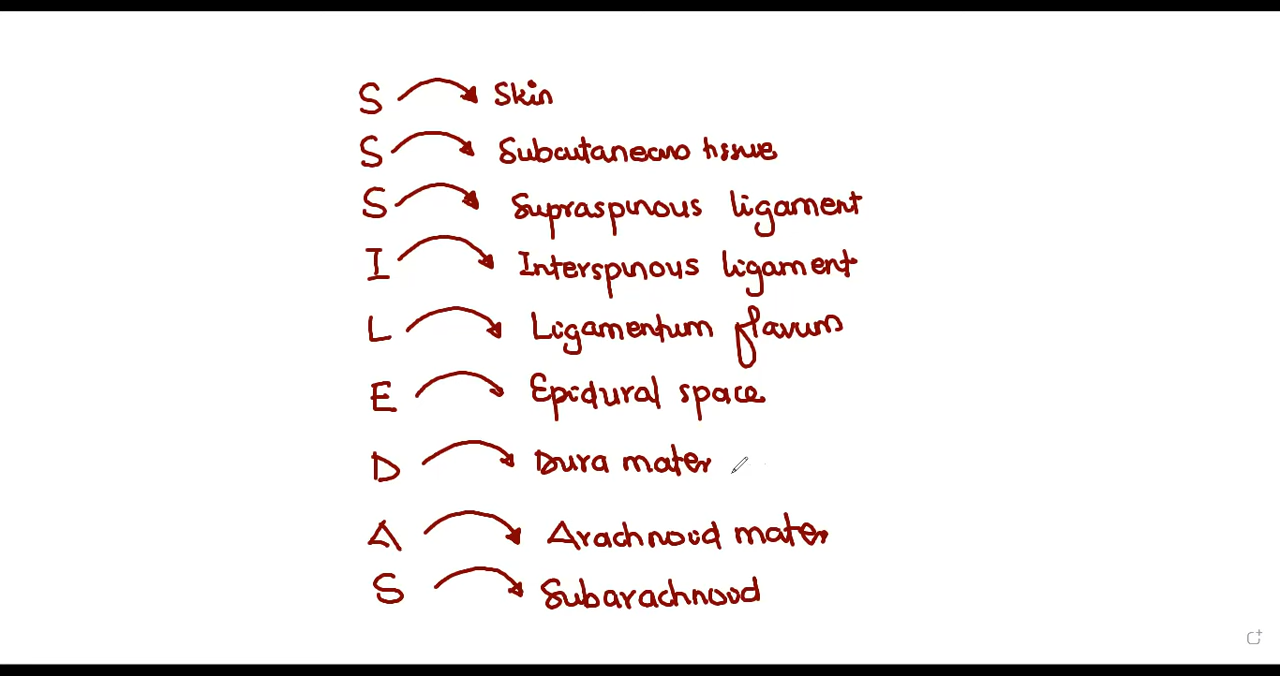 S → Skin
S → Subcutaneous tissue
S → Supraspinous ligament
I → Interspinous ligament
L → Ligamentum flavum
E → Epidural space
D → Dura mater
A → Arachnoid mater
S → Subarachnoid